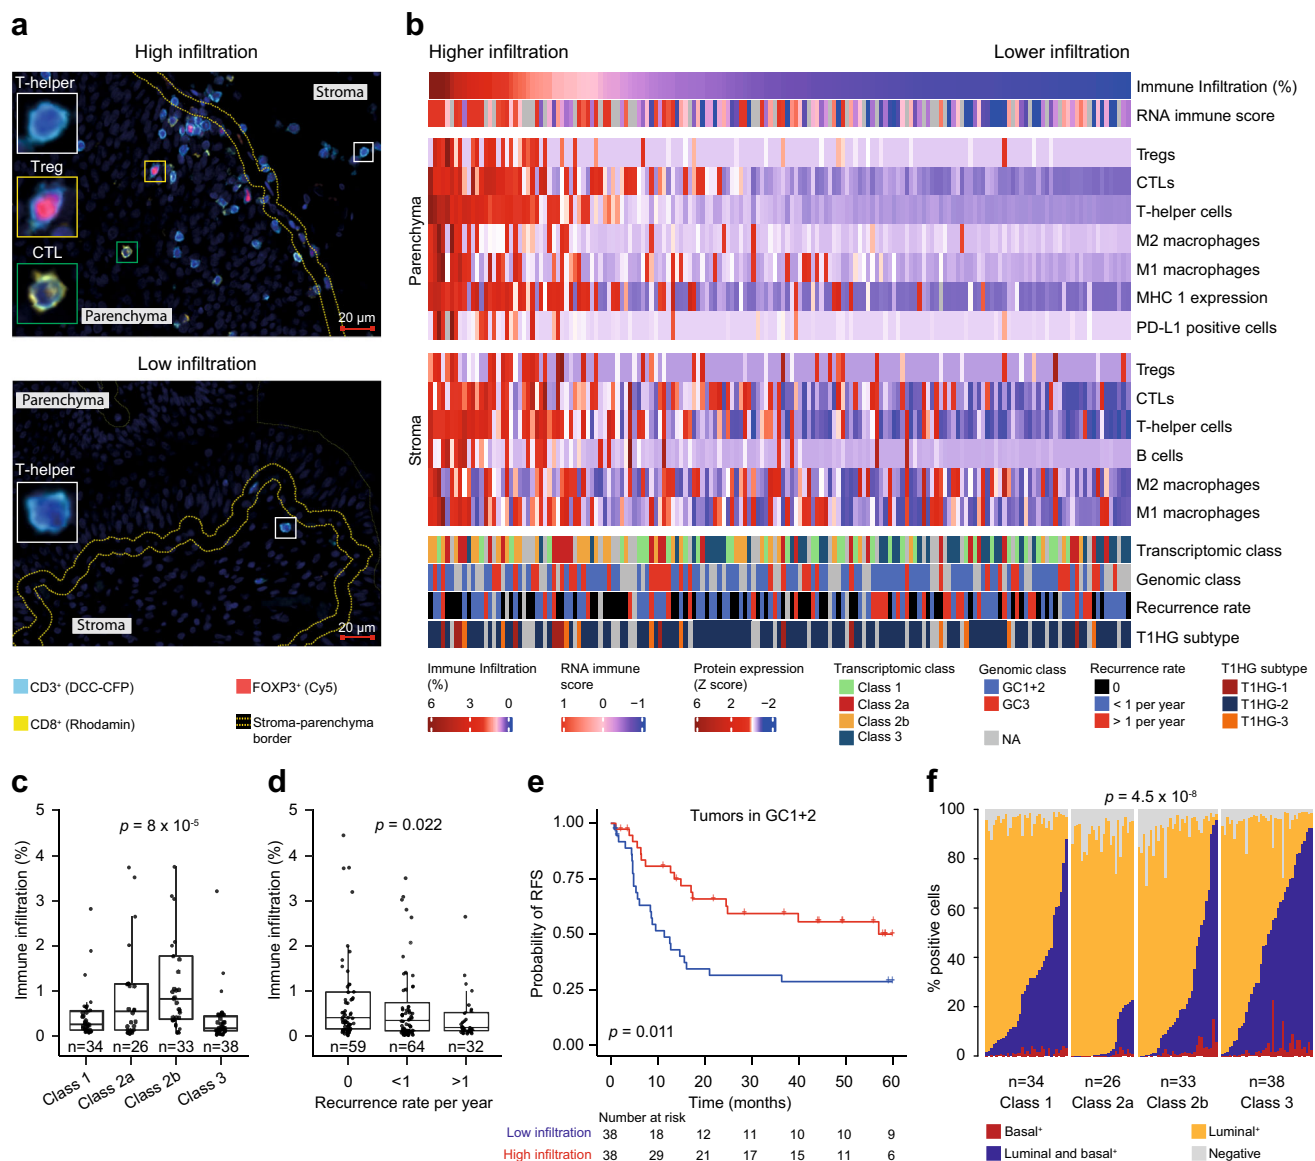 a
High infiltration
T-helper
Stroma
Treg
CTL
Parenchyma
20 µm
Low infiltration
Parenchyma
T-helper
Stroma
20 µm
CD3⁺ (DCC-CFP)
FOXP3⁺ (Cy5)
CD8⁺ (Rhodamin)
Stroma-parenchyma
border
b
Higher infiltration
Lower infiltration
Immune Infiltration (%)
RNA immune score
Parenchyma
Tregs
CTLs
T-helper cells
M2 macrophages
M1 macrophages
MHC 1 expression
PD-L1 positive cells
Stroma
Tregs
CTLs
T-helper cells
B cells
M2 macrophages
M1 macrophages
Transcriptomic class
Genomic class
Recurrence rate
T1HG subtype
Immune Infiltration
(%)
6 3 0
RNA immune
score
1 0 −1
Protein expression
(Z score)
6 2 −2
Transcriptomic class
Class 1
Class 2a
Class 2b
Class 3
Genomic class
GC1+2
GC3
NA
Recurrence rate
0
< 1 per year
> 1 per year
T1HG subtype
T1HG-1
T1HG-2
T1HG-3
c
Immune infiltration (%)
5
4
3
2
1
0
p = 8 x 10⁻⁵
n=34 n=26 n=33 n=38
Class 1 Class 2a Class 2b Class 3
d
Immune infiltration (%)
5
4
3
2
1
0
p = 0.022
n=59 n=64 n=32
0 <1 >1
Recurrence rate per year
e
Tumors in GC1+2
Probability of RFS
1.00
0.75
0.50
0.25
0.00
p = 0.011
0 10 20 30 40 50 60
Time (months)
Number at risk
Low infiltration 38 18 12 11 10 10 9
High infiltration 38 29 21 17 15 11 6
f
p = 4.5 x 10⁻⁸
% positive cells
100
80
60
40
20
0
n=34 n=26 n=33 n=38
Class 1 Class 2a Class 2b Class 3
Basal⁺
Luminal⁺
Luminal and basal⁺
Negative